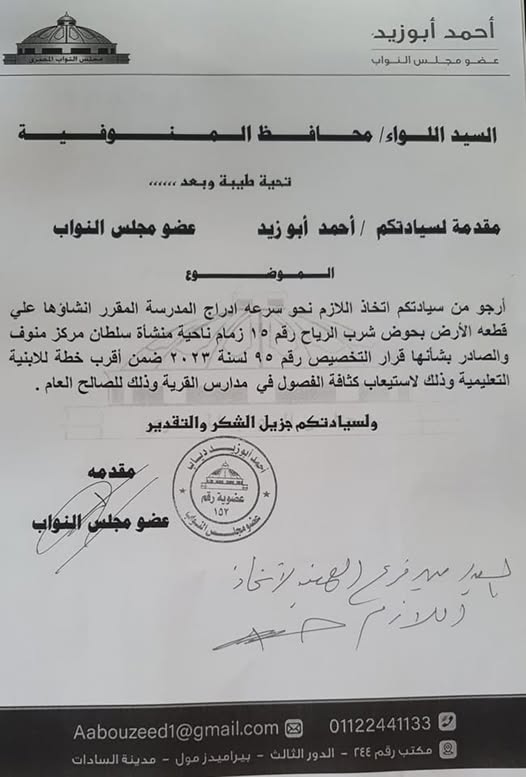 أحمد أبوزيد
عضو مجلس النواب
مجلس النواب المصرى
السيد اللواء/ محافظ المنوفية
تحية طيبة وبعد ،،،،،،
مقدمة لسيادتكم / أحمد أبو زيد عضو مجلس النواب
الموضوع
أرجو من سيادتكم اتخاذ اللازم نحو سرعه ادراج المدرسة المقرر انشاؤها علي
قطعه الأرض بحوض شرب الرياح رقم ١٥ زمام ناحية منشأة سلطان مركز منوف
والصادر بشأنها قرار التخصيص رقم ٩٥ لسنة ٢٠٢٣ ضمن أقرب خطة للابنية
التعليمية وذلك لاستيعاب كثافة الفصول في مدارس القرية وذلك للصالح العام .
ولسيادتكم جزيل الشكر والتقدير
مقدمه
عضو مجلس النواب
أحمد أبوزيد دياب
عضوية رقم
١٥٢
عضو مجلس النواب
السيد مدير فرع الهيئة لاتخاذ
اللازم
01122441133
Aabouzeed1@gmail.com
مكتب رقم ٢٤٤ - الدور الثالث - بيراميدز مول - مدينة السادات